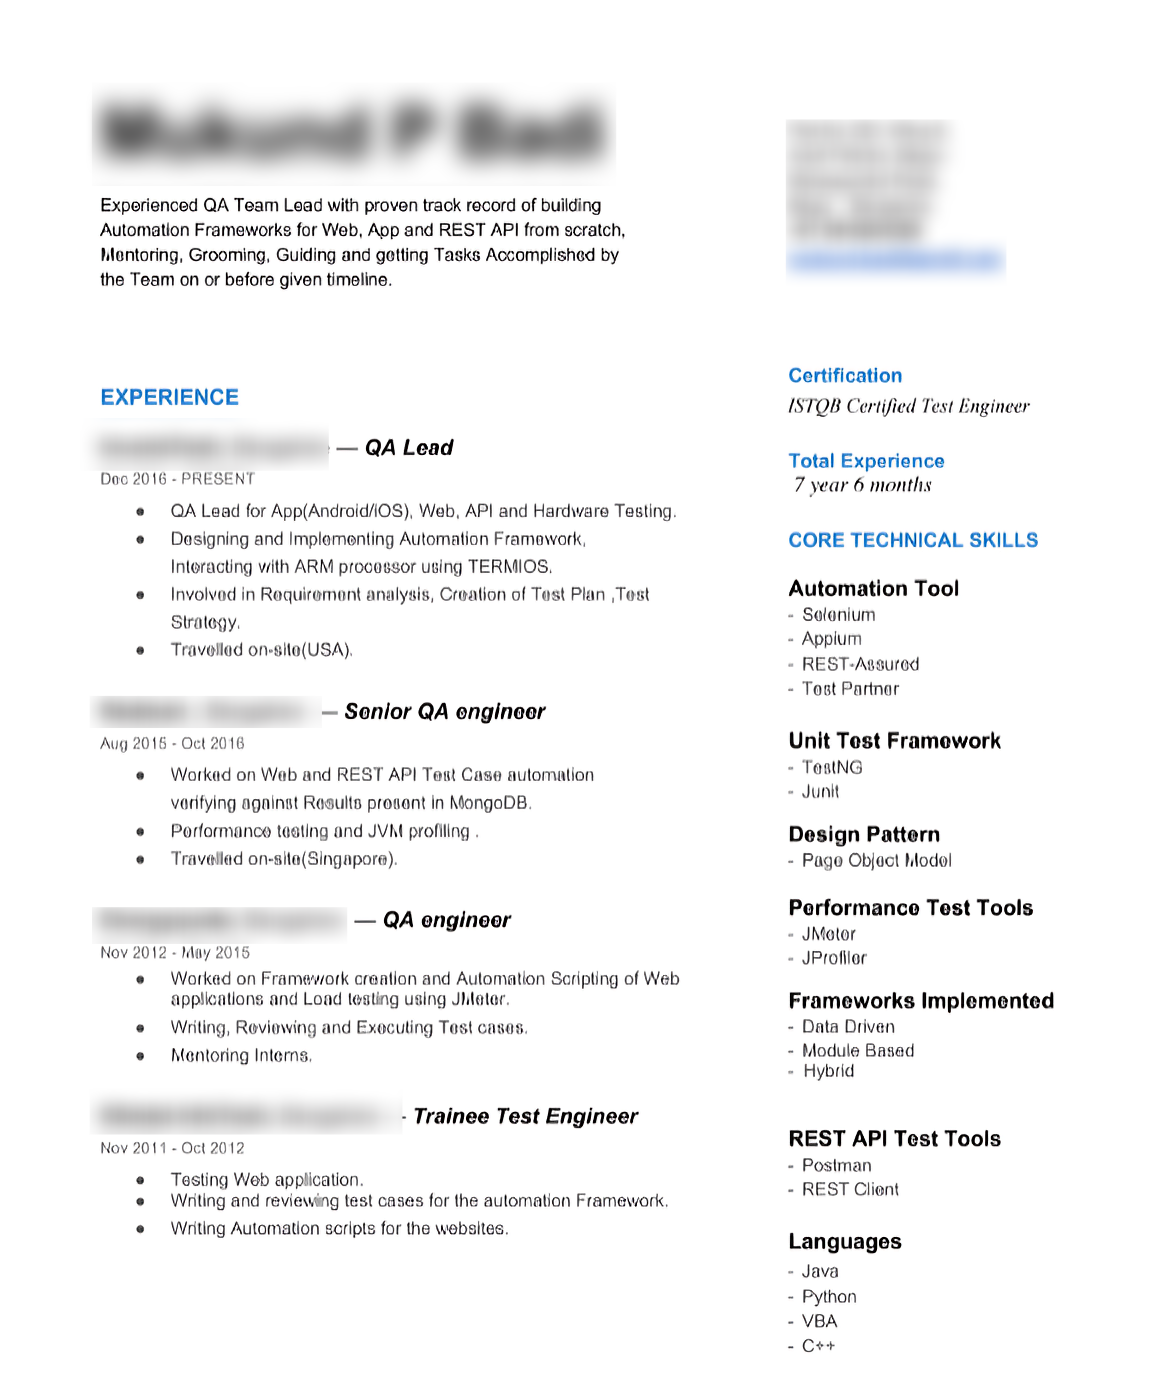 Experienced QA Team Lead with proven track record of building
Automation Frameworks for Web, App and REST API from scratch,
Mentoring, Grooming, Guiding and getting Tasks Accomplished by
the Team on or before given timeline.
EXPERIENCE
— QA Lead
Dec 2016 - PRESENT
● QA Lead for App(Android/iOS), Web, API and Hardware Testing.
● Designing and Implementing Automation Framework,
Interacting with ARM processor using TERMIOS.
● Involved in Requirement analysis, Creation of Test Plan ,Test
Strategy.
● Travelled on-site(USA).
— Senior QA engineer
Aug 2015 - Oct 2016
● Worked on Web and REST API Test Case automation
verifying against Results present in MongoDB.
● Performance testing and JVM profiling .
● Travelled on-site(Singapore).
— QA engineer
Nov 2012 - May 2015
● Worked on Framework creation and Automation Scripting of Web
applications and Load testing using JMeter.
● Writing, Reviewing and Executing Test cases.
● Mentoring Interns.
- Trainee Test Engineer
Nov 2011 - Oct 2012
● Testing Web application.
● Writing and reviewing test cases for the automation Framework.
● Writing Automation scripts for the websites.
Certification
ISTQB Certified Test Engineer
Total Experience
7 year 6 months
CORE TECHNICAL SKILLS
Automation Tool
- Selenium
- Appium
- REST-Assured
- Test Partner
Unit Test Framework
- TestNG
- Junit
Design Pattern
- Page Object Model
Performance Test Tools
- JMeter
- JProfiler
Frameworks Implemented
- Data Driven
- Module Based
- Hybrid
REST API Test Tools
- Postman
- REST Client
Languages
- Java
- Python
- VBA
- C++